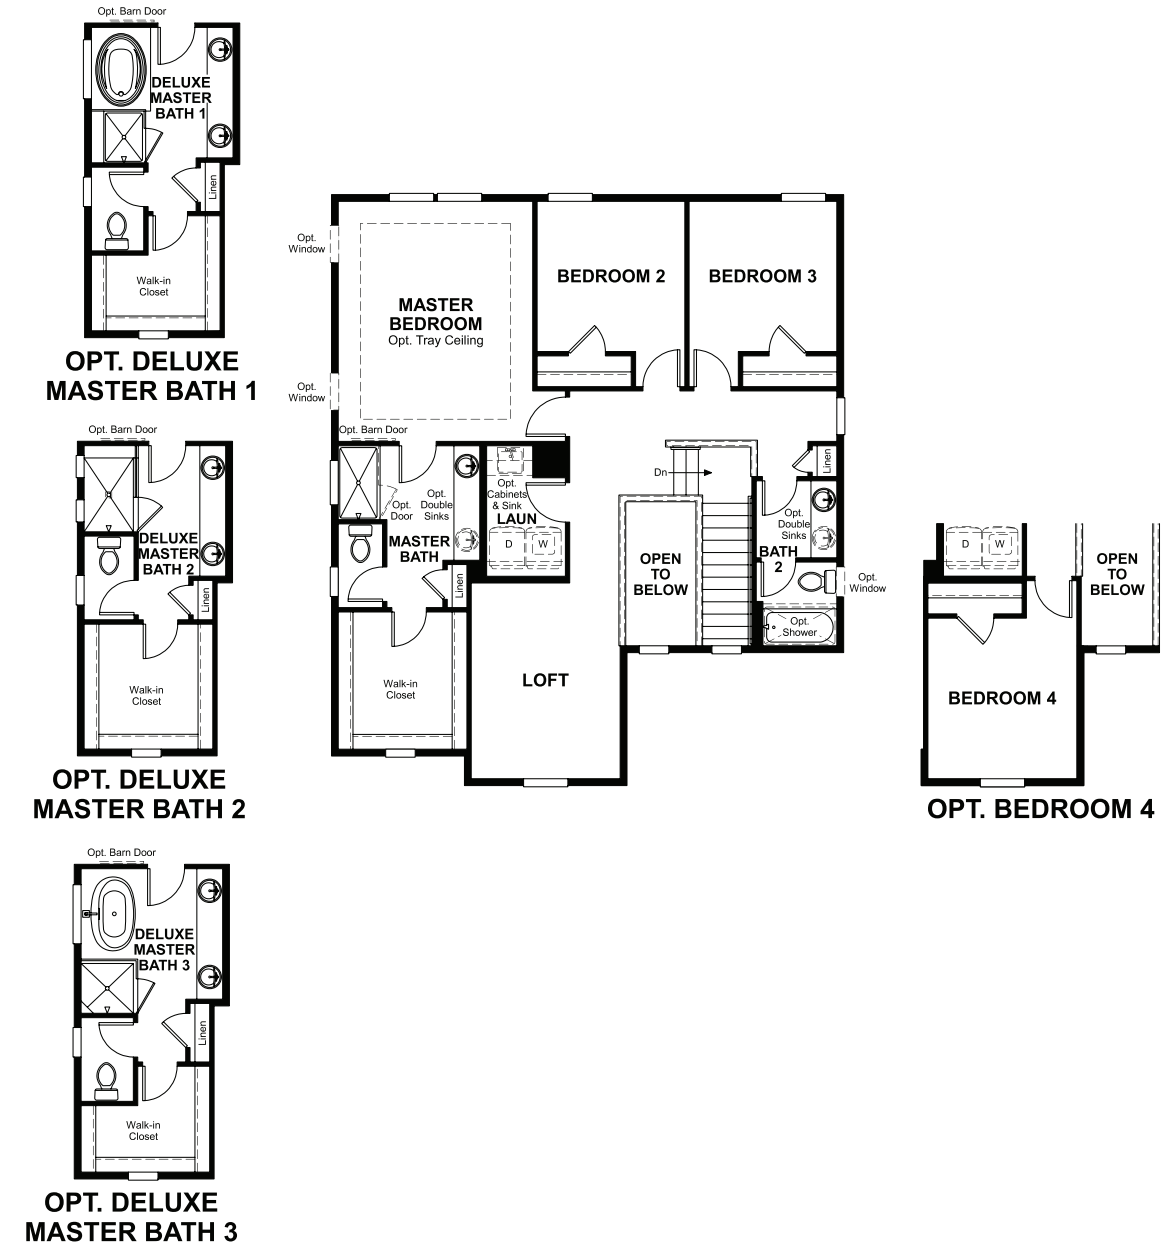 Opt. Barn Door
DELUXE
MASTER
BATH 1
Linen
Walk-in
Closet
OPT. DELUXE
MASTER BATH 1
Opt. Barn Door
DELUXE
MASTER
BATH 2
Linen
Walk-in
Closet
OPT. DELUXE
MASTER BATH 2
Opt. Barn Door
DELUXE
MASTER
BATH 3
Linen
Walk-in
Closet
OPT. DELUXE
MASTER BATH 3
Opt.
Window
MASTER
BEDROOM
Opt. Tray Ceiling
Opt.
Window
BEDROOM 2
BEDROOM 3
Opt. Barn Door
Opt.
Door
Opt.
Double
Sinks
MASTER
BATH
Linen
Walk-in
Closet
Opt.
Cabinets
& Sink
LAUN
D
W
LOFT
Dn
OPEN
TO
BELOW
Linen
Opt.
Double
Sinks
BATH
2
Opt.
Window
Opt.
Shower
D
W
OPEN
TO
BELOW
BEDROOM 4
OPT. BEDROOM 4